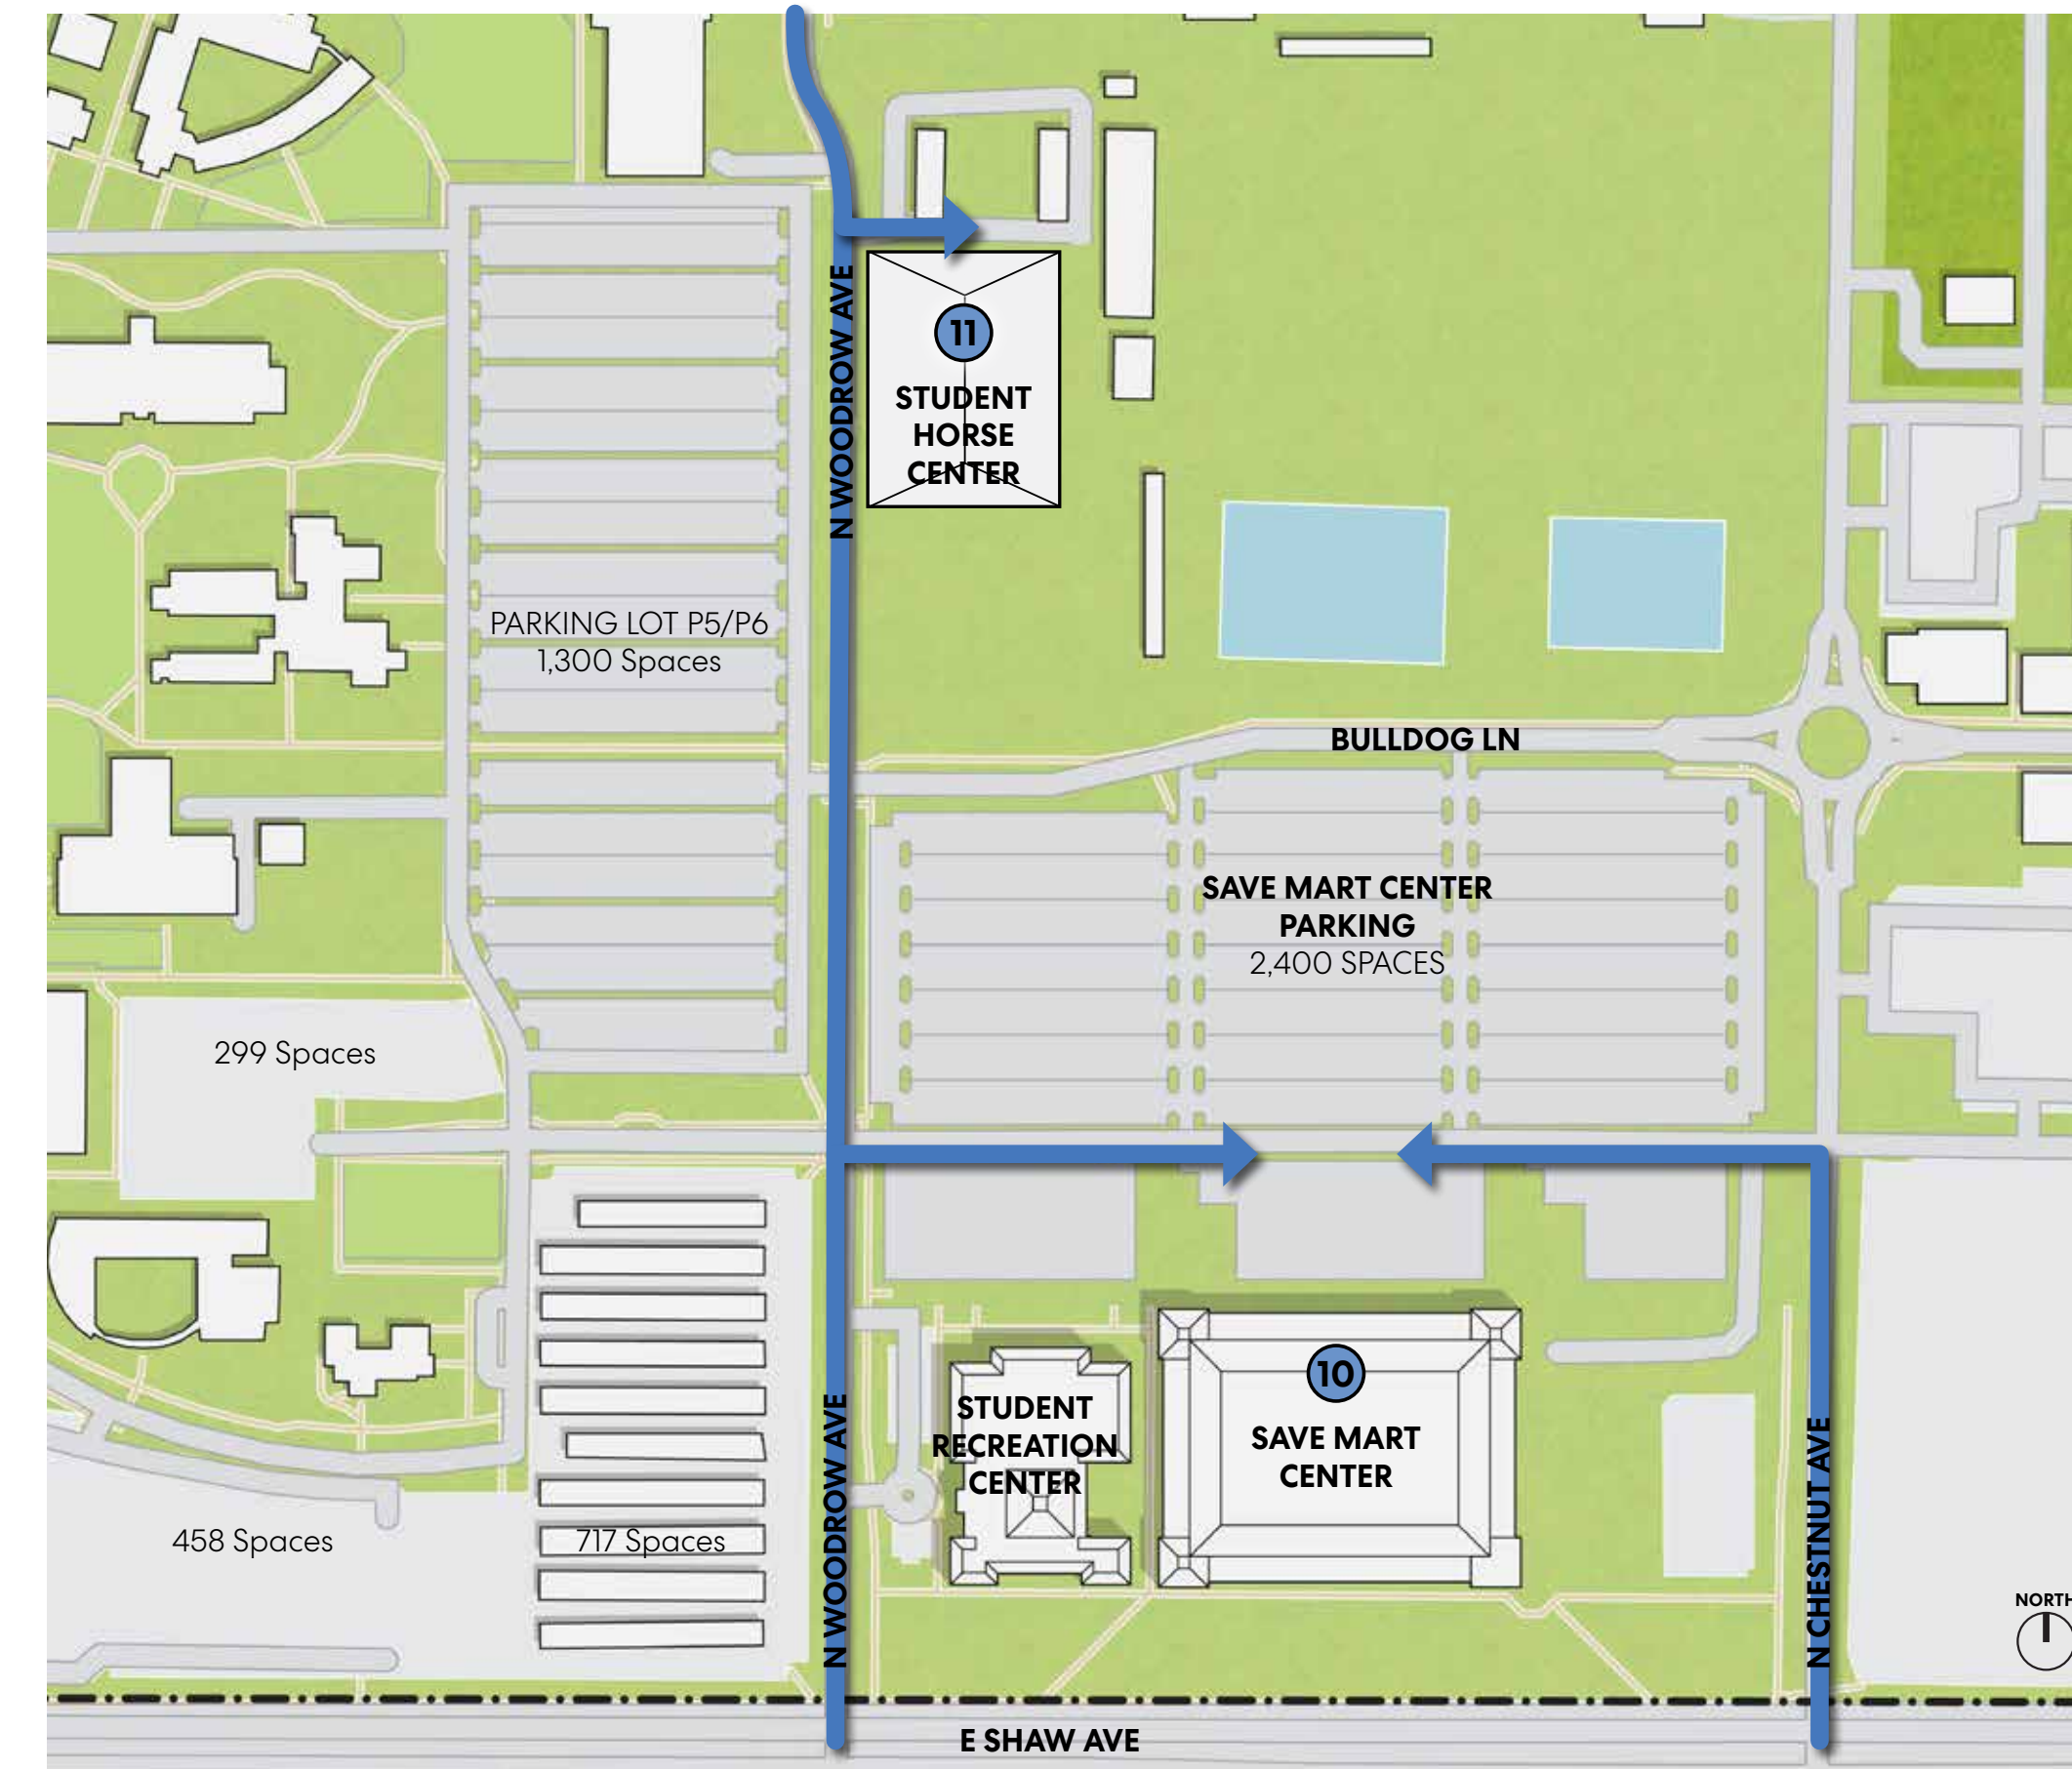 N WOODROW AVE
11
STUDENT
HORSE
CENTER
PARKING LOT P5/P6
1,300 Spaces
BULLDOG LN
SAVE MART CENTER
PARKING
2,400 SPACES
299 Spaces
10
STUDENT
RECREATION
CENTER
SAVE MART
CENTER
N WOODROW AVE
N CHESTNUT AVE
458 Spaces
717 Spaces
NORTH
E SHAW AVE